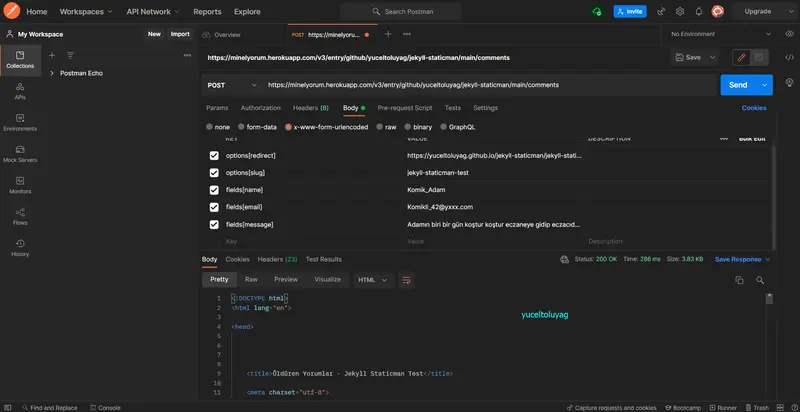 Home Workspaces API Network Reports Explore Search Postman Invite Upgrade
My Workspace New Import Overview POST https://minelyorum.he No Environment
Collections
https://minelyorum.herokuapp.com/v3/entry/github/yuceltoluyag/jekyll-staticman/main/comments Save
Postman Echo
POST https://minelyorum.herokuapp.com/v3/entry/github/yuceltoluyag/jekyll-staticman/main/comments Send
APIs
Params Authorization Headers (8) Body Pre-request Script Tests Settings Cookies
Environments
none form-data x-www-form-urlencoded raw binary GraphQL
KEY VALUE DESCRIPTION Bulk Edit
Mock Servers
options[redirect] https://yuceltoluyag.github.io/jekyll-staticman/jekyll-stati...
options[slug] jekyll-staticman-test
Monitors
fields[name] Komik_Adam
fields[email] Komikli_42@yxxx.com
Flows
fields[message] Adamın biri bir gün koştur koştur eczaneye gidip eczacıd...
Key Value Description
History
Body Cookies Headers (23) Test Results Status: 200 OK Time: 286 ms Size: 3.83 KB Save Response
Pretty Raw Preview Visualize HTML
1 <!DOCTYPE html>
2 <html lang="en">
3
yuceltoluyag
4 <head>
5
6
7
8
9 <title>Öldüren Yorumlar - Jekyll Staticman Test</title>
10
11 <meta charset="utf-8">
Find and Replace Console Capture requests and cookies Bootcamp Runner Trash